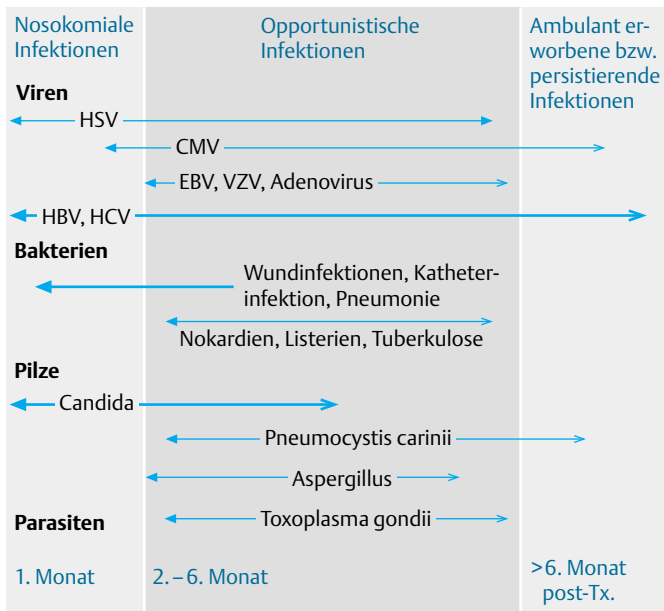 Nosokomiale
Infektionen
Opportunistische
Infektionen
Ambulant er-
worbene bzw.
persistierende
Infektionen
Viren
HSV
CMV
EBV, VZV, Adenovirus
HBV, HCV
Bakterien
Wundinfektionen, Katheter-
infektion, Pneumonie
Nokardien, Listerien, Tuberkulose
Pilze
Candida
Pneumocystis carinii
Aspergillus
Parasiten
Toxoplasma gondii
1. Monat
2.–6. Monat
>6. Monat
post-Tx.